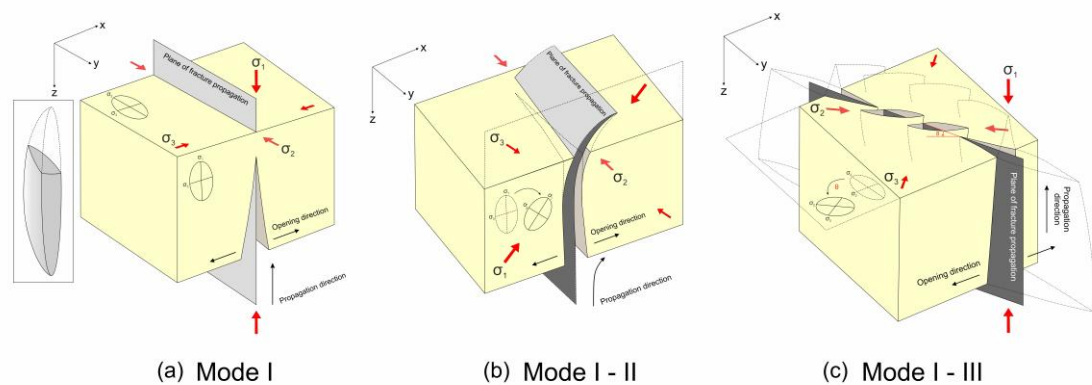 x
y
z
Plane of fracture propagation
σ1
σ3
σ2
Opening direction
Propagation direction
(a) Mode I
x
y
z
Plane of fracture propagation
σ3
σ2
σ1
Opening direction
Propagation direction
(b) Mode I - II
x
y
z
σ1
σ2
θ
σ3
θ
Plane of fracture propagation
Propagation
direction
Opening direction
(c) Mode I - III